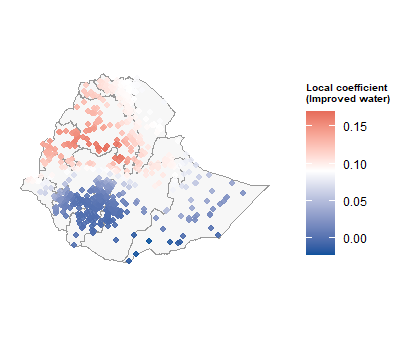 Local coefficient
(Improved water)
0.15
0.10
0.05
0.00